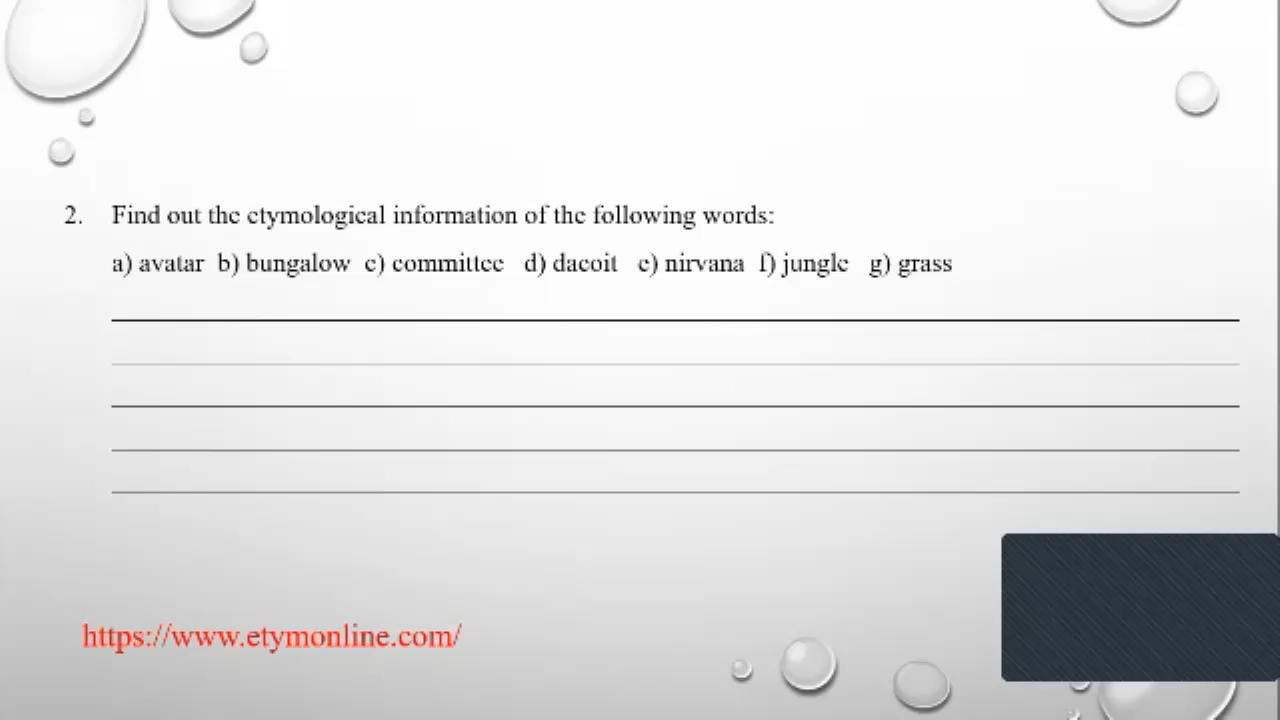 2. Find out the etymological information of the following words:
a) avatar b) bungalow c) committee d) dacoit e) nirvana f) jungle g) grass
https://www.etymonline.com/